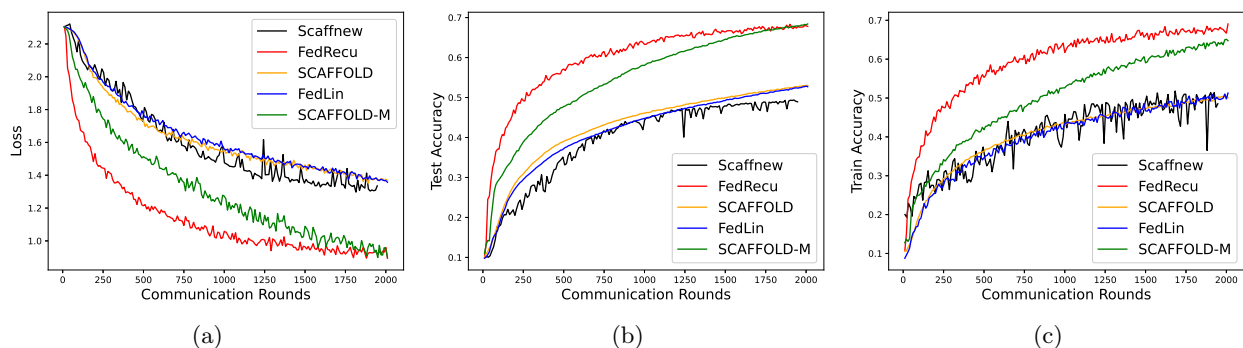 Loss
2.2
2.0
1.8
1.6
1.4
1.2
1.0
Scaffnew
FedRecu
SCAFFOLD
FedLin
SCAFFOLD-M
0 250 500 750 1000 1250 1500 1750 2000
Communication Rounds
(a)
Test Accuracy
0.7
0.6
0.5
0.4
0.3
0.2
0.1
Scaffnew
FedRecu
SCAFFOLD
FedLin
SCAFFOLD-M
0 250 500 750 1000 1250 1500 1750 2000
Communication Rounds
(b)
Train Accuracy
0.7
0.6
0.5
0.4
0.3
0.2
0.1
Scaffnew
FedRecu
SCAFFOLD
FedLin
SCAFFOLD-M
0 250 500 750 1000 1250 1500 1750 2000
Communication Rounds
(c)